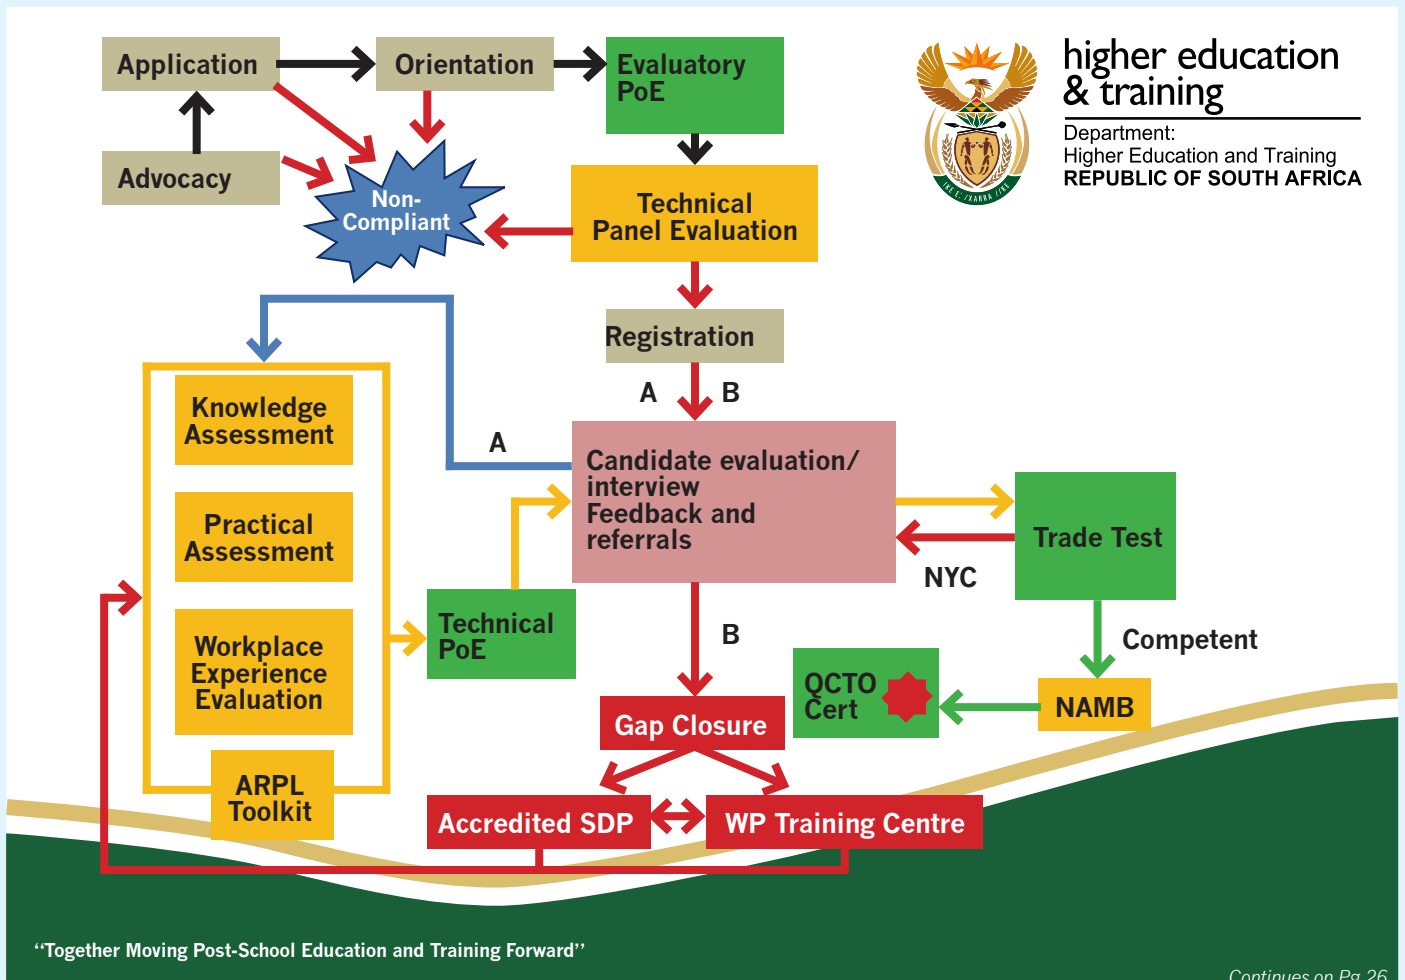 Application
Orientation
Evaluatory
PoE
higher education
& training
Department:
Higher Education and Training
REPUBLIC OF SOUTH AFRICA
Advocacy
Non-
Compliant
Technical
Panel Evaluation
Registration
A
B
Knowledge
Assessment
A
Candidate evaluation/
interview
Feedback and
referrals
Practical
Assessment
Trade Test
NYC
Technical
PoE
Workplace
Experience
Evaluation
B
Competent
QCTO
Cert
NAMB
Gap Closure
ARPL
Toolkit
Accredited SDP
WP Training Centre
“Together Moving Post-School Education and Training Forward”
Continues on Pg 26